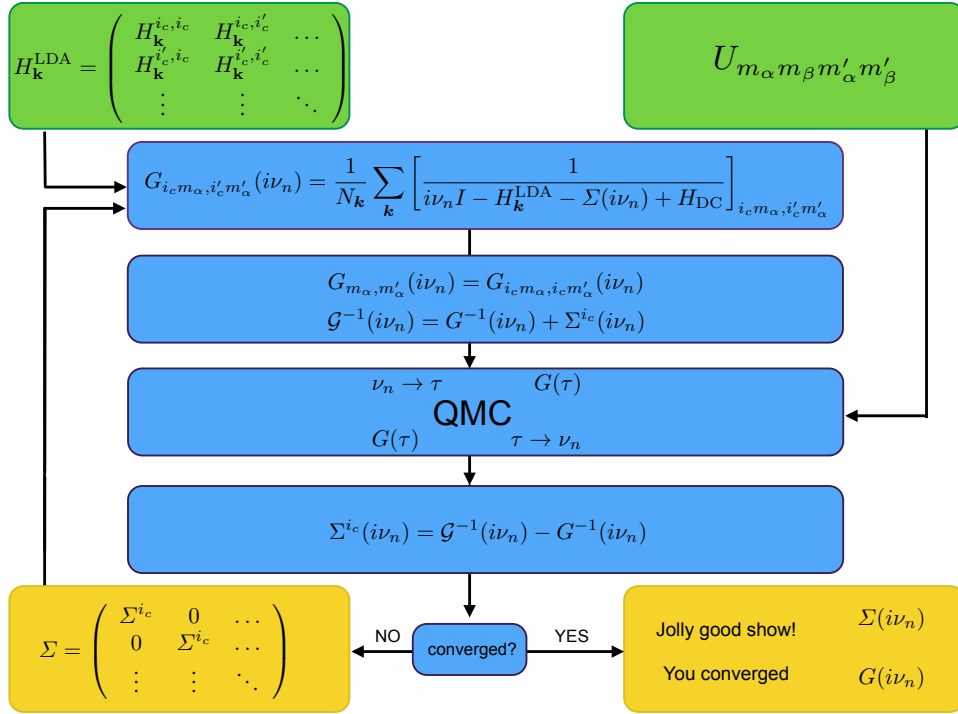 H_𝐤^LDA = ( H_𝐤^{i_c,i_c} H_𝐤^{i_c,i'_c} …
H_𝐤^{i'_c,i_c} H_𝐤^{i'_c,i'_c} …
⋮ ⋮ ⋱ )
U_{m_α m_β m'_α m'_β}
G_{i_c m_α, i'_c m'_α}(iν_n) = 1/N_𝒌 ∑_𝒌 [ 1 / (iν_n I − H_𝒌^LDA − Σ(iν_n) + H_DC) ]_{i_c m_α, i'_c m'_α}
G_{m_α,m'_α}(iν_n) = G_{i_c m_α, i_c m'_α}(iν_n)
𝒢^{−1}(iν_n) = G^{−1}(iν_n) + Σ^{i_c}(iν_n)
ν_n → τ G(τ)
QMC
G(τ) τ → ν_n
Σ^{i_c}(iν_n) = 𝒢^{−1}(iν_n) − G^{−1}(iν_n)
Σ = ( Σ^{i_c} 0 …
0 Σ^{i_c} …
⋮ ⋮ ⋱ )
NO
converged?
YES
Jolly good show! Σ(iν_n)
You converged G(iν_n)